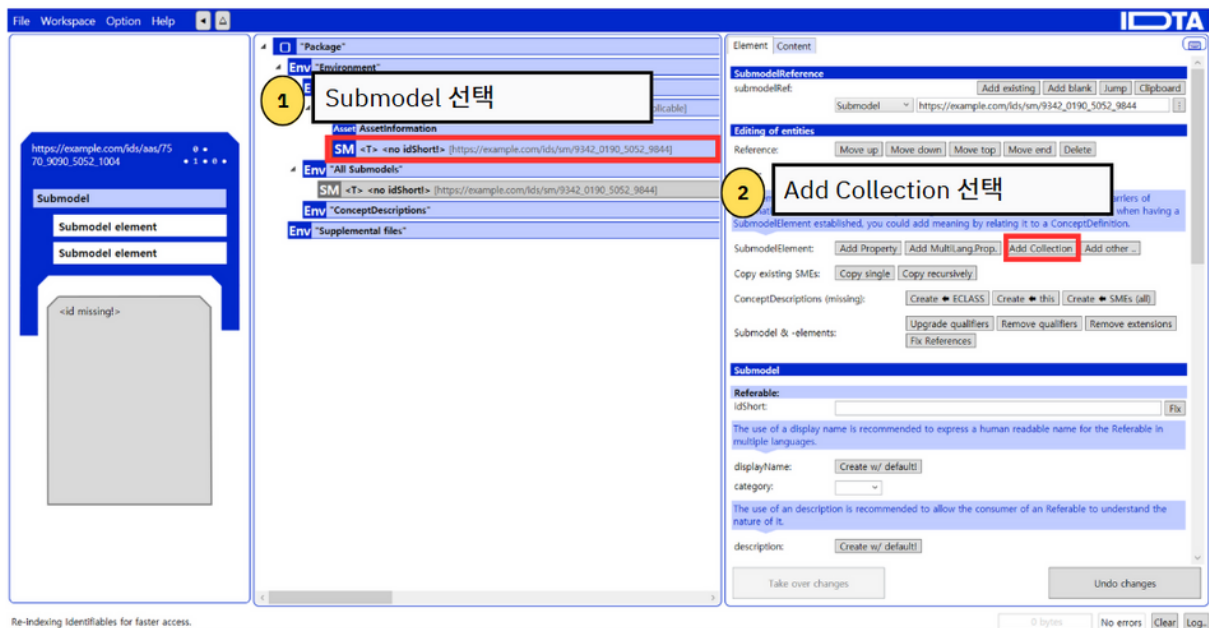 File Workspace Option Help
IDTA
https://example.com/ids/aas/75
70_9090_5052_1004
Submodel
Submodel element
Submodel element
<id missing!>
"Package"
Env "Environment"
1
Submodel 선택
Asset AssetInformation
SM <T> <no idShort!> [https://example.com/ids/sm/9342_0190_5052_9844]
Env "All Submodels"
SM <T> <no idShort!> [https://example.com/ids/sm/9342_0190_5052_9844]
Env "ConceptDescriptions"
Env "Supplemental files"
Element Content
SubmodelReference
submodelRef: Add existing Add blank Jump Clipboard
Submodel https://example.com/ids/sm/9342_0190_5052_9844
Editing of entities
Reference: Move up Move down Move top Move end Delete
2
Add Collection 선택
when having a
SubmodelElement established, you could add meaning by relating it to a ConceptDefinition.
SubmodelElement: Add Property Add MultiLang.Prop. Add Collection Add other ..
Copy existing SMEs: Copy single Copy recursively
ConceptDescriptions (missing): Create 🠸 ECLASS Create 🠸 this Create 🠸 SMEs (all)
Submodel & -elements: Upgrade qualifiers Remove qualifiers Remove extensions
Fix References
Submodel
Referable:
idShort: Fix
The use of a display name is recommended to express a human readable name for the Referable in
multiple languages.
displayName: Create w/ default!
category:
The use of an description is recommended to allow the consumer of an Referable to understand the
nature of it.
description: Create w/ default!
Take over changes Undo changes
Re-indexing Identifiables for faster access.
0 bytes No errors Clear Log..